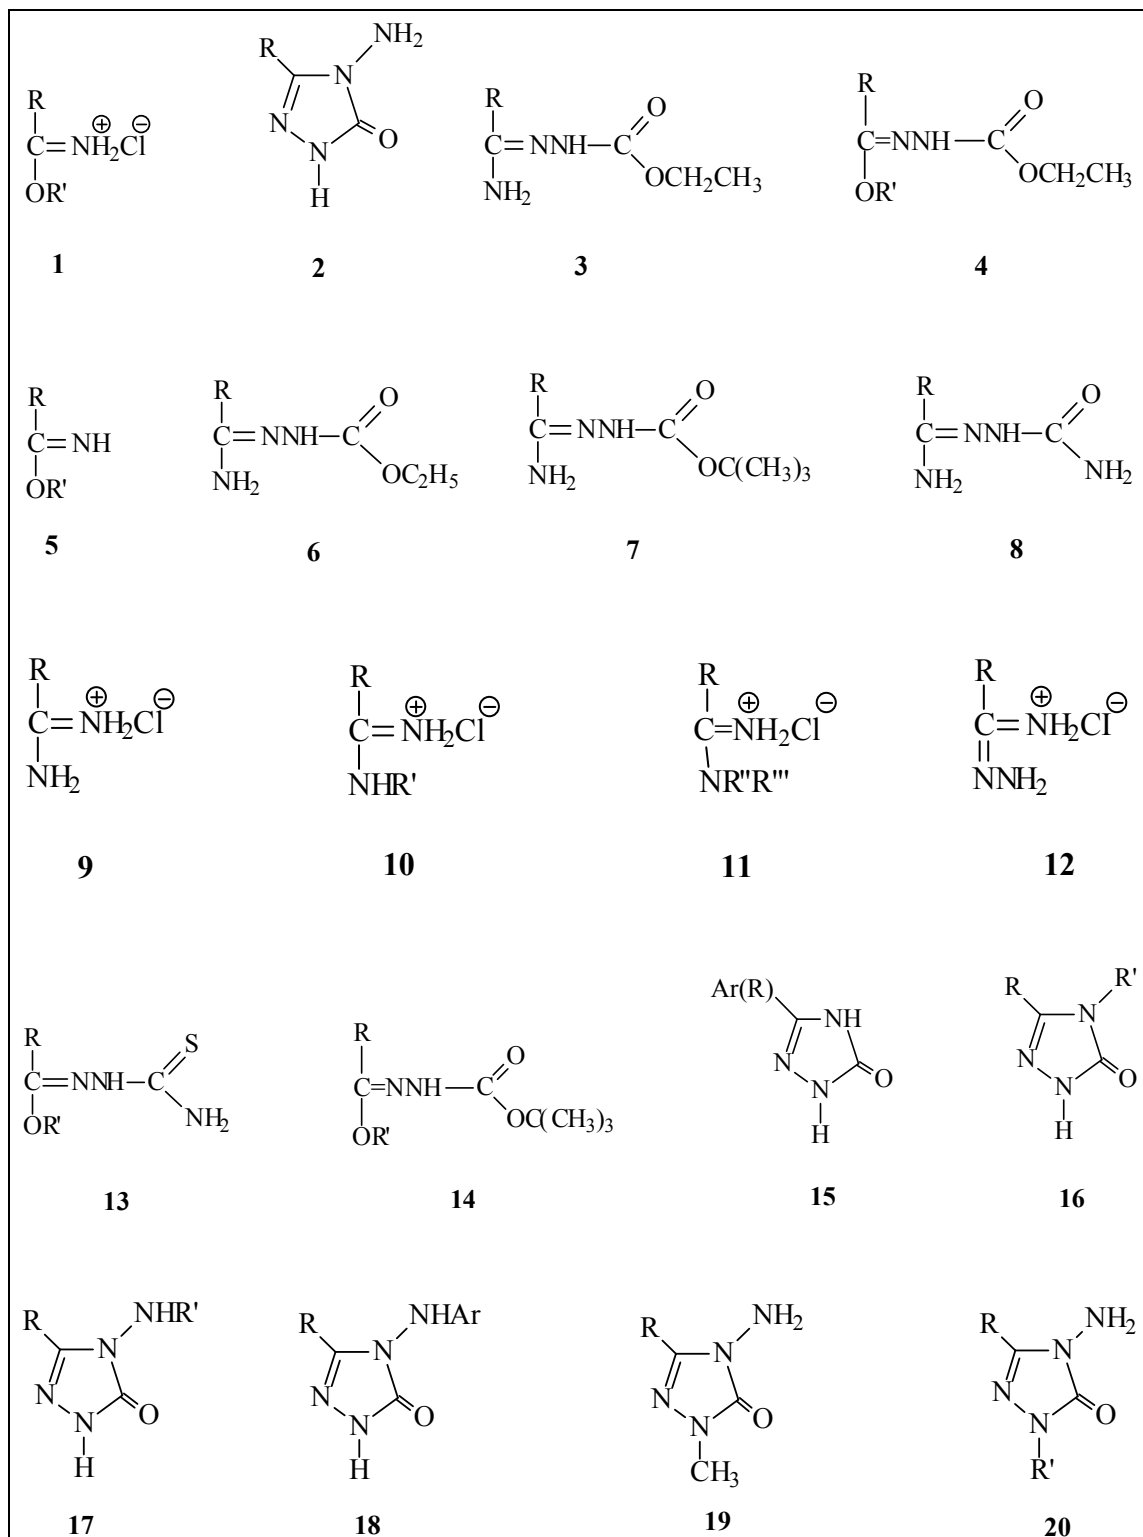 R
C=NH2Cl ⊕ ⊖
OR'
1
R NH2
N
N O
N
H
2
R O
C=NNH—C
NH2 OCH2CH3
3
R O
C=NNH—C
OR' OCH2CH3
4
R
C=NH
OR'
5
R O
C=NNH—C
NH2 OC2H5
6
R O
C=NNH—C
NH2 OC(CH3)3
7
R O
C=NNH—C
NH2 NH2
8
R
C=NH2Cl ⊕ ⊖
NH2
9
R
C=NH2Cl ⊕ ⊖
NHR'
10
R
C=NH2Cl ⊕ ⊖
NR''R'''
11
R
C=NH2Cl ⊕ ⊖
NNH2
12
R S
C=NNH—C
OR' NH2
13
R O
C=NNH—C
OR' OC(CH3)3
14
Ar(R)
NH
N O
N
H
15
R R'
N
N O
N
H
16
R NHR'
N
N O
N
H
17
R NHAr
N
N O
N
H
18
R NH2
N
N O
N
CH3
19
R NH2
N
N O
N
R'
20